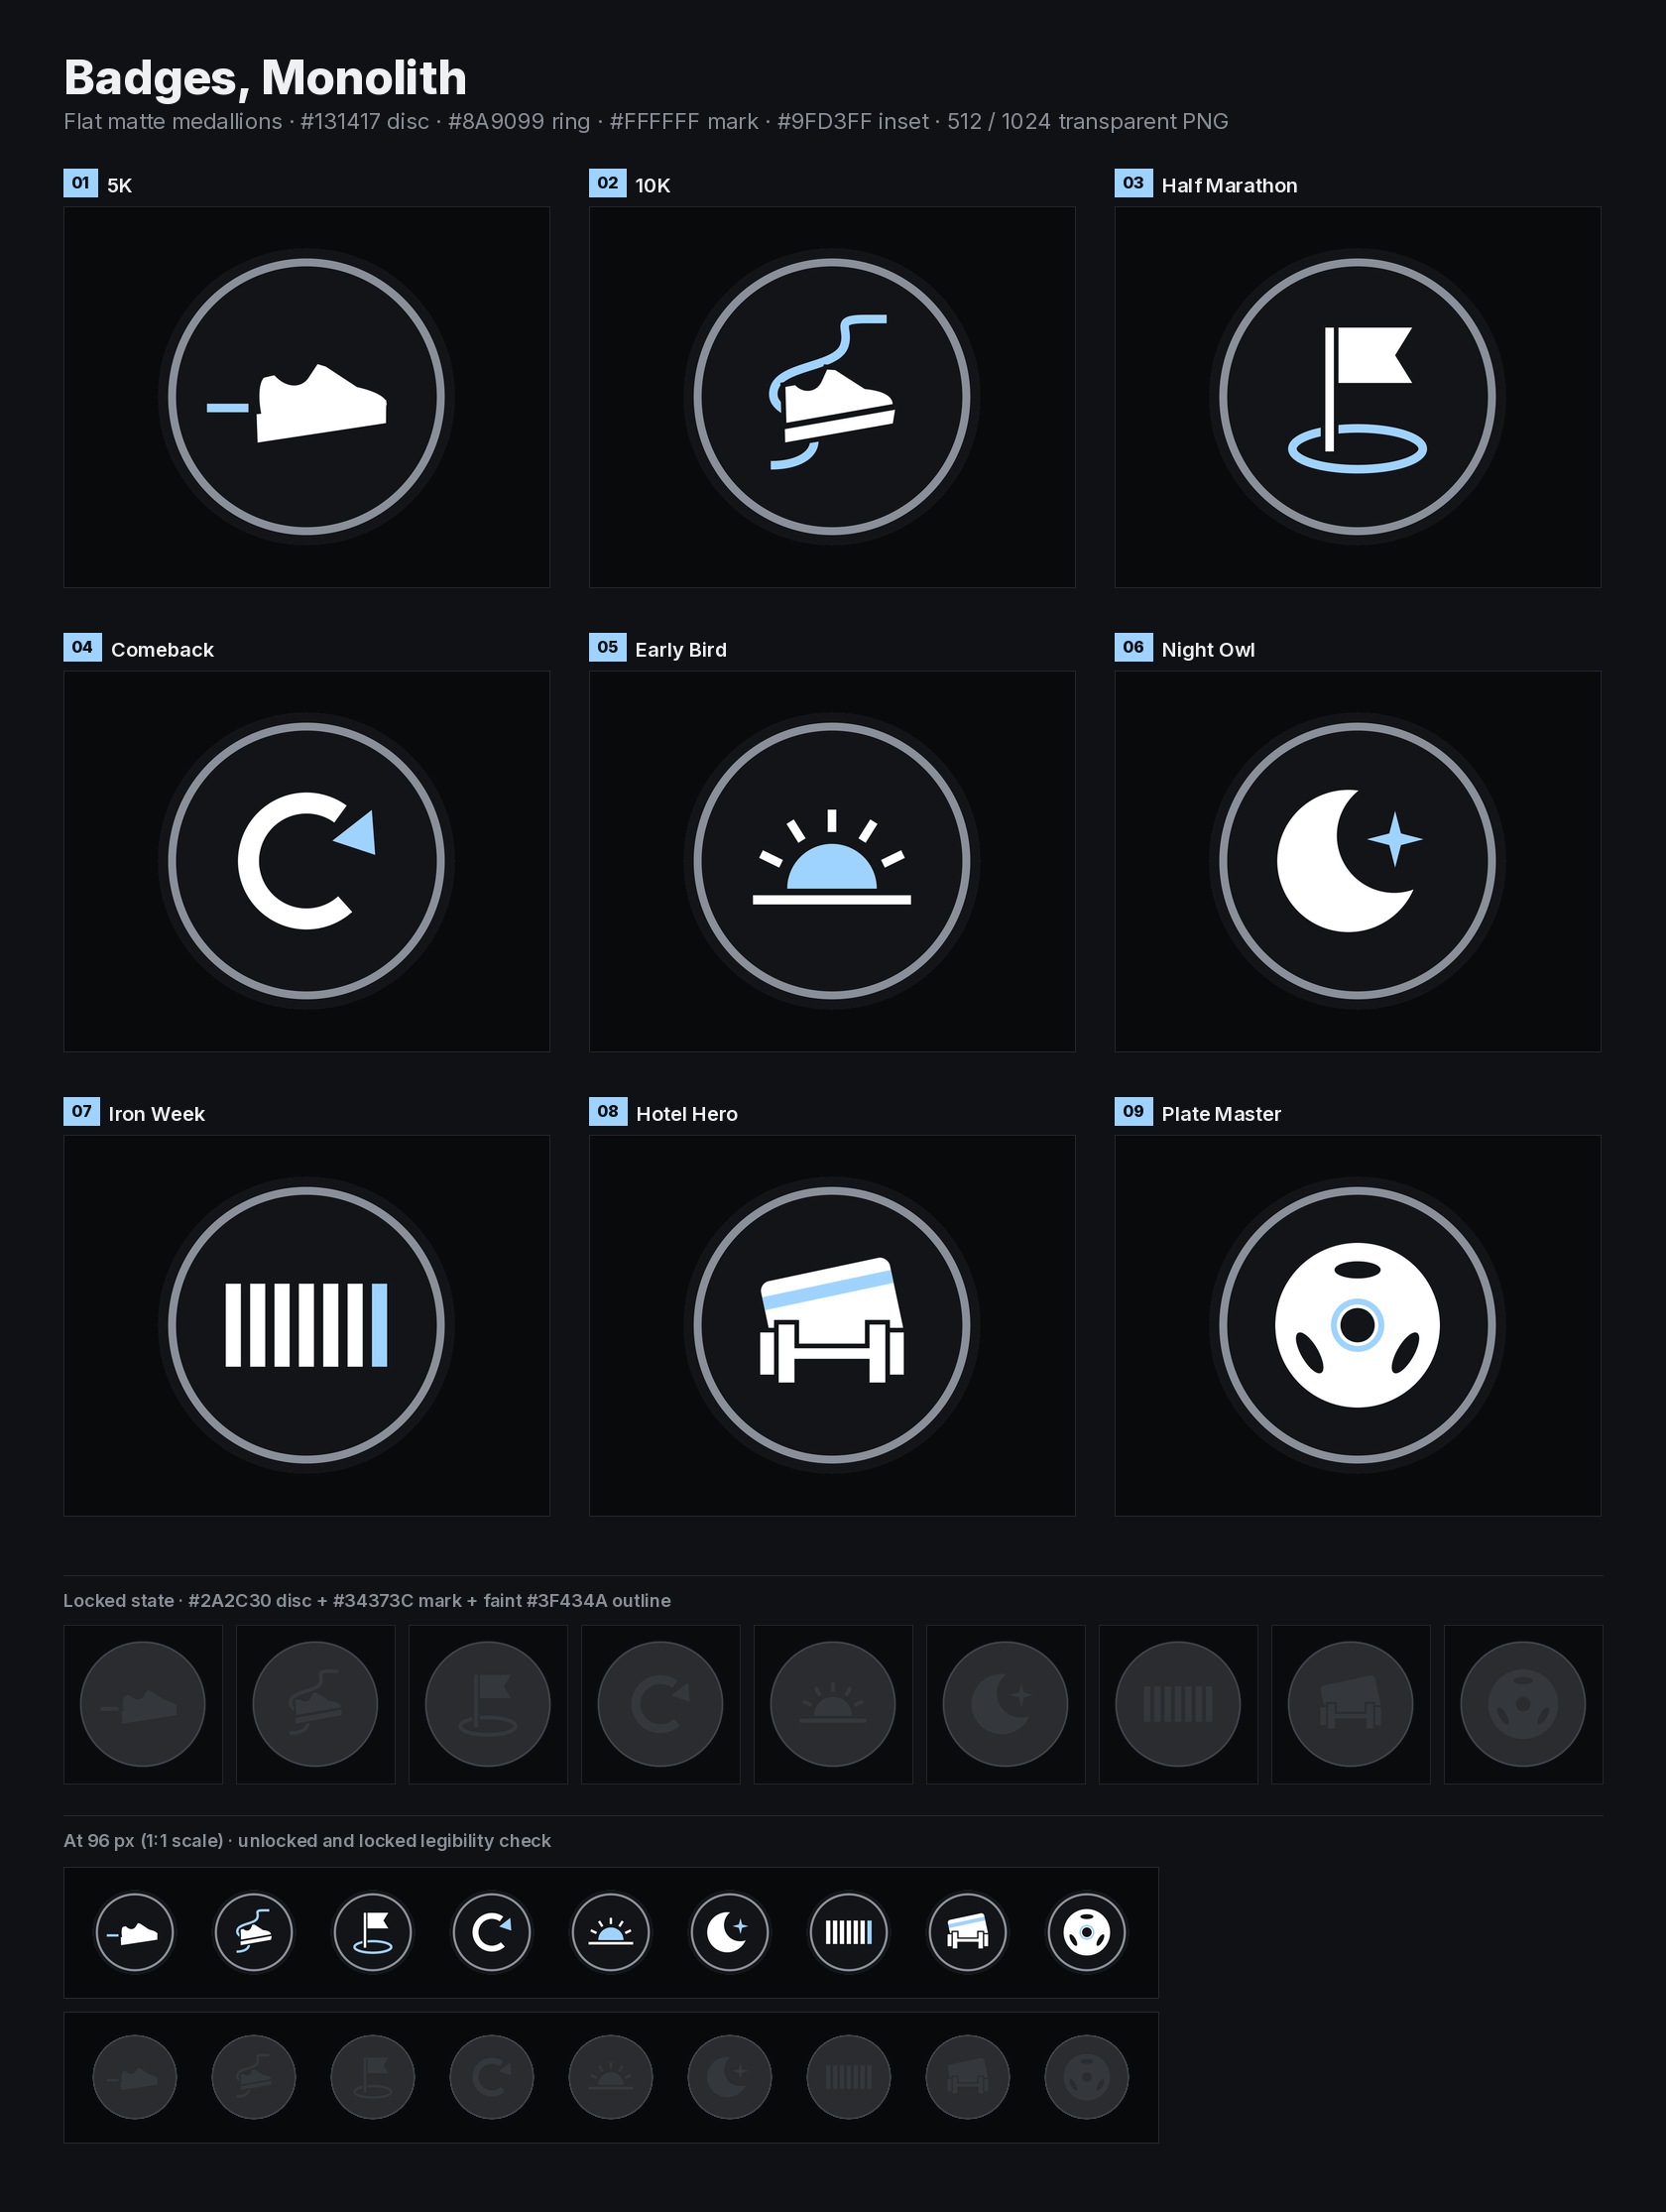 Badges, Monolith
Flat matte medallions · #131417 disc · #8A9099 ring · #FFFFFF mark · #9FD3FF inset · 512 / 1024 transparent PNG
01 5K
02 10K
03 Half Marathon
04 Comeback
05 Early Bird
06 Night Owl
07 Iron Week
08 Hotel Hero
09 Plate Master
Locked state · #2A2C30 disc + #34373C mark + faint #3F434A outline
At 96 px (1:1 scale) · unlocked and locked legibility check